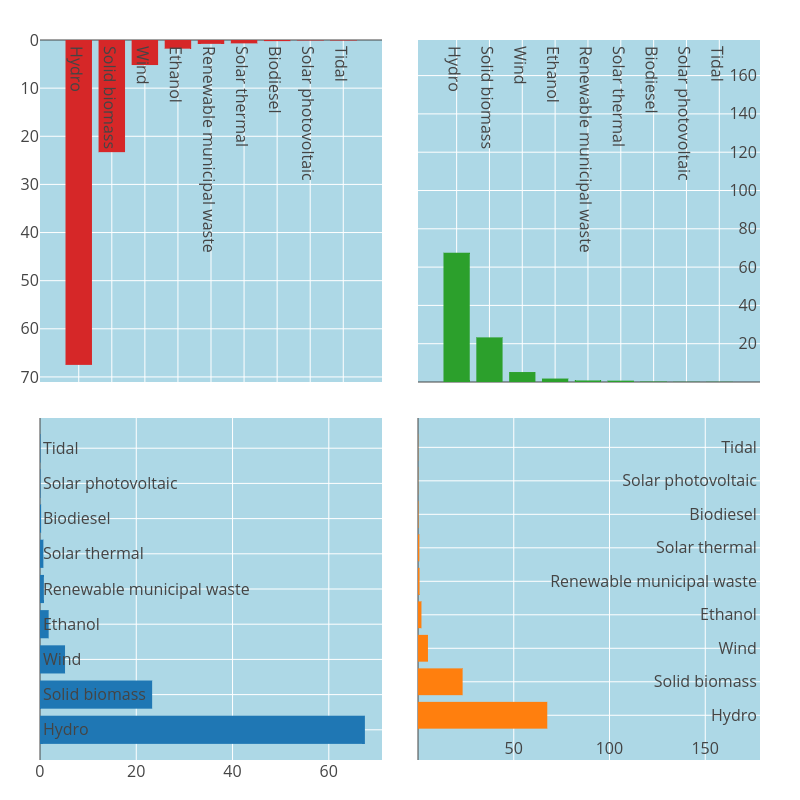 0
10
20
30
40
50
60
70
Hydro
Solid biomass
Wind
Ethanol
Renewable municipal waste
Solar thermal
Biodiesel
Solar photovoltaic
Tidal
Hydro
Solid biomass
Wind
Ethanol
Renewable municipal waste
Solar thermal
Biodiesel
Solar photovoltaic
Tidal
160
140
120
100
80
60
40
20
Tidal
Solar photovoltaic
Biodiesel
Solar thermal
Renewable municipal waste
Ethanol
Wind
Solid biomass
Hydro
0 20 40 60
Tidal
Solar photovoltaic
Biodiesel
Solar thermal
Renewable municipal waste
Ethanol
Wind
Solid biomass
Hydro
50 100 150